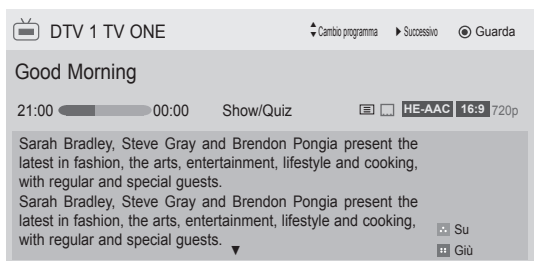 DTV 1 TV ONE Cambio programma Successivo Guarda
Good Morning
21:00 00:00 Show/Quiz HE-AAC 16:9 720p
Sarah Bradley, Steve Gray and Brendon Pongia present the
latest in fashion, the arts, entertainment, lifestyle and cooking,
with regular and special guests.
Sarah Bradley, Steve Gray and Brendon Pongia present the
latest in fashion, the arts, entertainment, lifestyle and cooking,
with regular and special guests.
Su
Giù